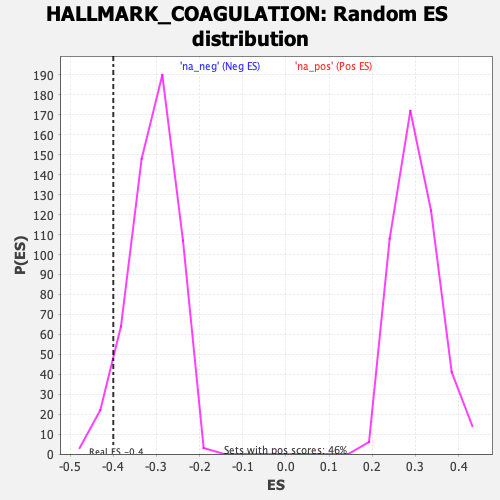 HALLMARK_COAGULATION: Random ES
distribution
'na_neg' (Neg ES) 'na_pos' (Pos ES)
190
180
170
160
150
140
130
120
110
100
90
80
70
60
50
40
30
20
10
0
P(ES)
Real ES -0.4
Sets with pos scores: 46%
-0.5 -0.4 -0.3 -0.2 -0.1 0.0 0.1 0.2 0.3 0.4
ES